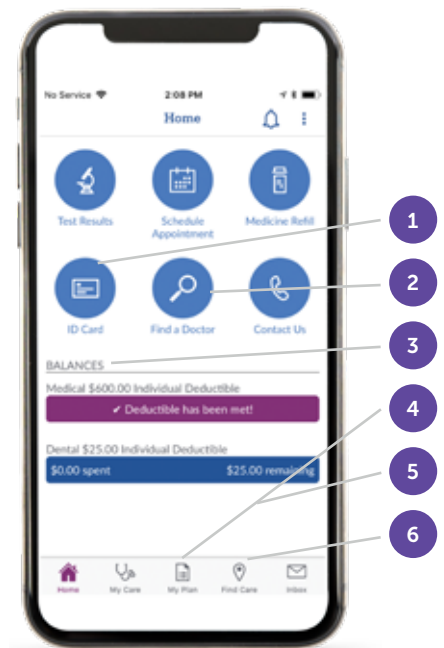 No Service
2:08 PM
Home
Test Results
Schedule
Appointment
Medicine Refill
ID Card
Find a Doctor
Contact Us
BALANCES
Medical $600.00 Individual Deductible
✓ Deductible has been met!
Dental $25.00 Individual Deductible
$0.00 spent $25.00 remaining
Home
My Care
My Plan
Find Care
Inbox
1
2
3
4
5
6